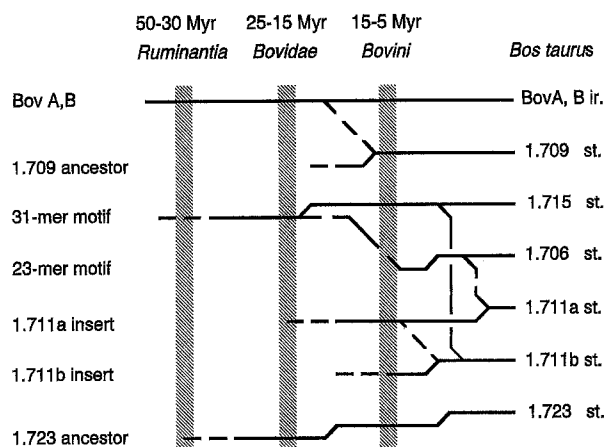 50-30 Myr 25-15 Myr 15-5 Myr
Ruminantia Bovidae Bovini Bos taurus
Bov A,B BovA, B ir.
1.709 st.
1.709 ancestor
1.715 st.
31-mer motif
1.706 st.
23-mer motif
1.711a st.
1.711a insert
1.711b st.
1.711b insert
1.723 st.
1.723 ancestor